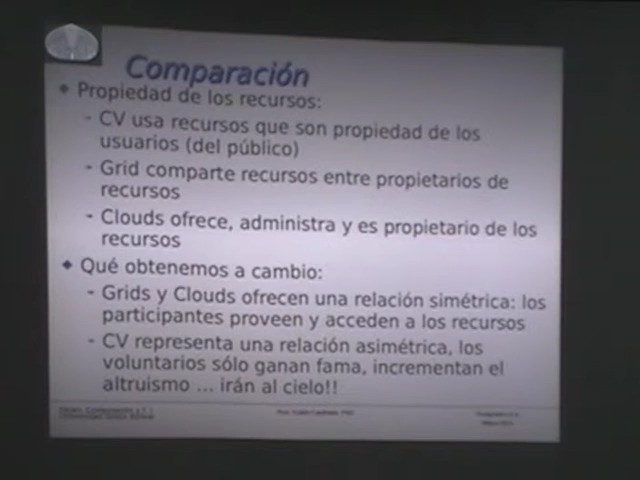 Comparación
Propiedad de los recursos:
- CV usa recursos que son propiedad de los
usuarios (del público)
- Grid comparte recursos entre propietarios de
recursos
- Clouds ofrece, administra y es propietario de los
recursos
Qué obtenemos a cambio:
- Grids y Clouds ofrecen una relación simétrica: los
participantes proveen y acceden a los recursos
- CV representa una relación asimétrica, los
voluntarios sólo ganan fama, incrementan el
altruismo ... irán al cielo!!